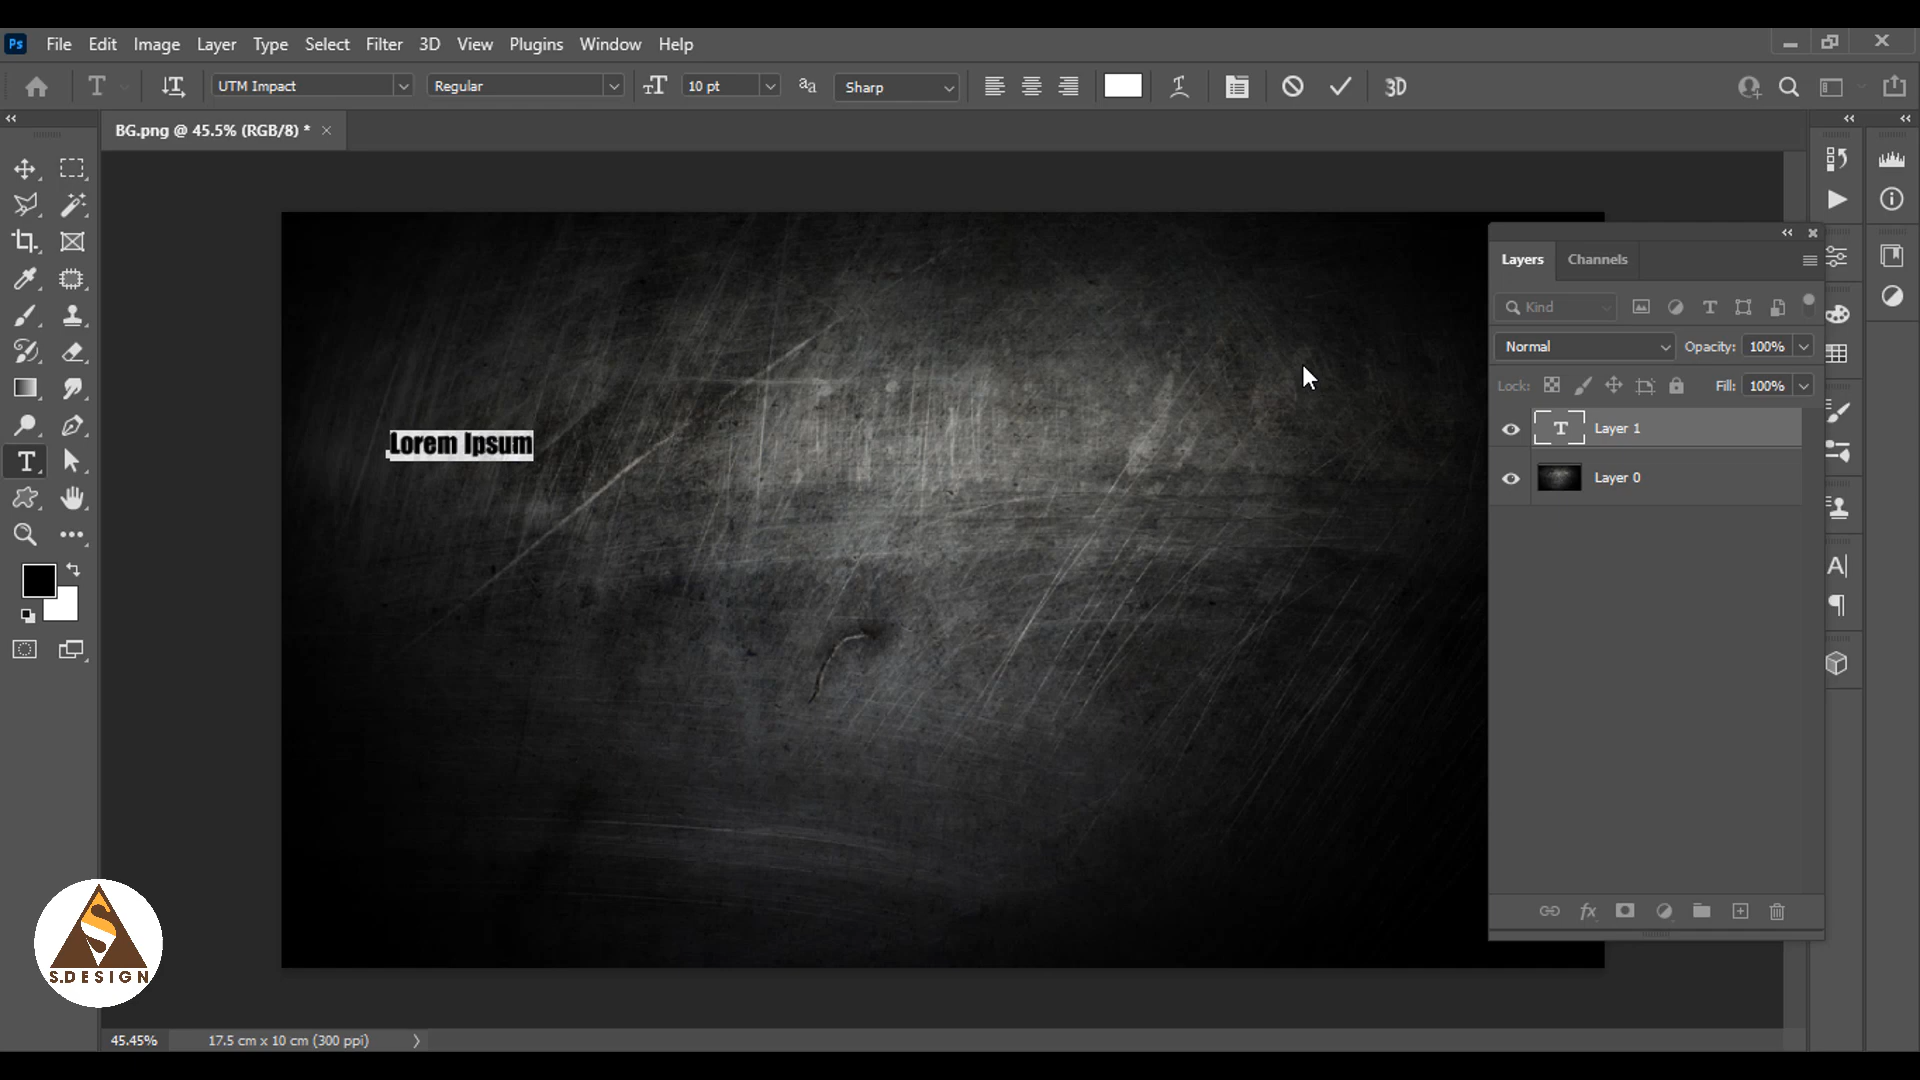 Ps File Edit Image Layer Type Select Filter 3D View Plugins Window Help
UTM Impact Regular 10 pt Sharp 3D
BG.png @ 45.5% (RGB/8) *
Layers Channels
Kind
Normal Opacity: 100%
Lock: Fill: 100%
Layer 1
Layer 0
Lorem Ipsum
S.DESIGN
45.45% 17.5 cm x 10 cm (300 ppi)